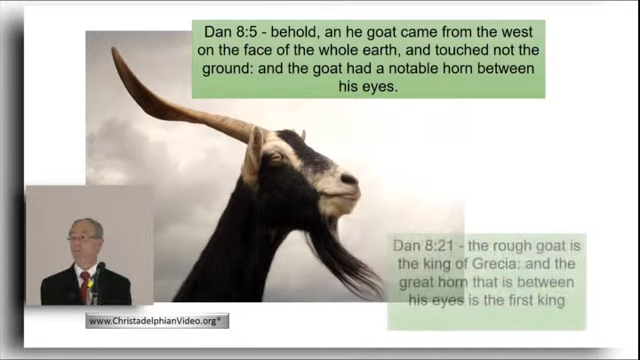 Dan 8:5 - behold, an he goat came from the west
on the face of the whole earth, and touched not the
ground: and the goat had a notable horn between
his eyes.
Dan 8:21 - the rough goat is
the king of Grecia: and the
great horn that is between
his eyes is the first king
www.ChristadelphianVideo.org*